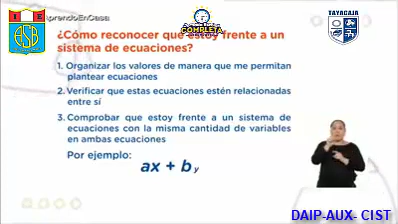 #AprendoEnCasa
COMPLETA
TAYACAJA
I E
ASB
¿Cómo reconocer que estoy frente a un
sistema de ecuaciones?
1. Organizar los valores de manera que me permitan
plantear ecuaciones
2. Verificar que estas ecuaciones estén relacionadas
entre sí
3. Comprobar que estoy frente a un sistema de
ecuaciones con la misma cantidad de variables
en ambas ecuaciones
Por ejemplo:
ax + b y
DAIP-AUX- CIST